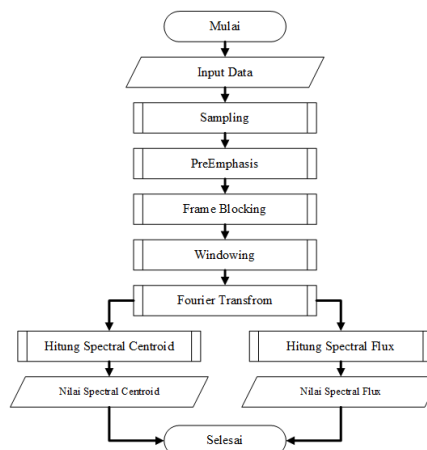 Mulai
Input Data
Sampling
PreEmphasis
Frame Blocking
Windowing
Fourier Transfrom
Hitung Spectral Centroid
Hitung Spectral Flux
Nilai Spectral Centroid
Nilai Spectral Flux
Selesai